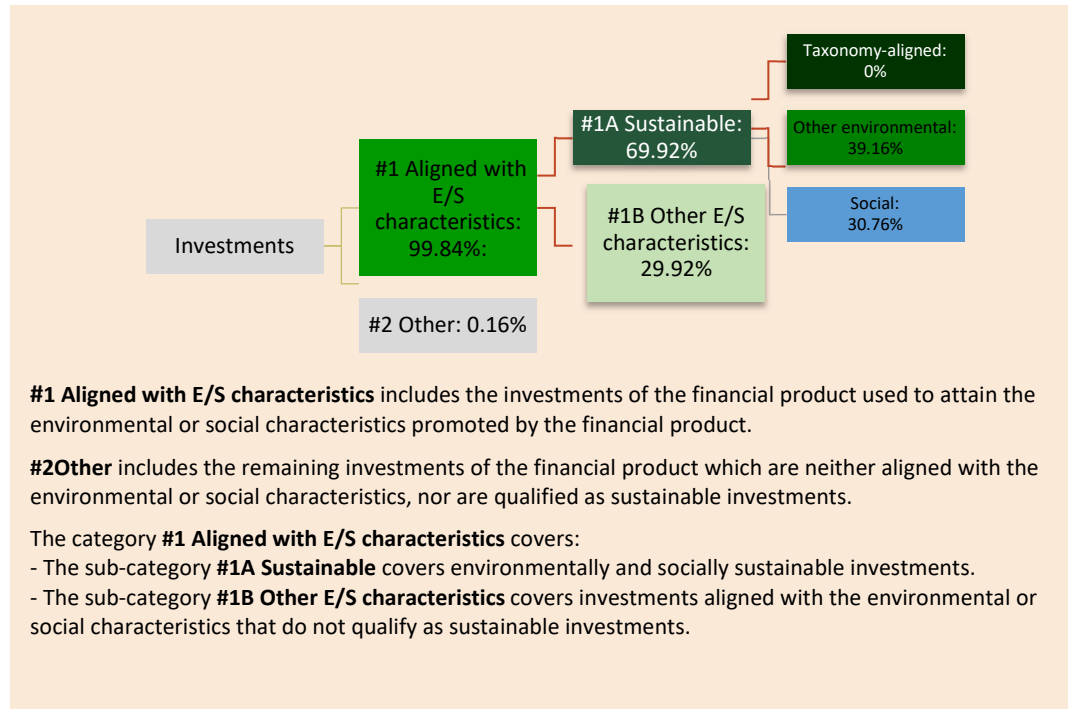 Taxonomy-aligned:
0%
#1A Sustainable:
69.92%
Other environmental:
39.16%
#1 Aligned with
E/S
characteristics:
99.84%:
#1B Other E/S
characteristics:
29.92%
Social:
30.76%
Investments
#2 Other: 0.16%
#1 Aligned with E/S characteristics includes the investments of the financial product used to attain the
environmental or social characteristics promoted by the financial product.
#2Other includes the remaining investments of the financial product which are neither aligned with the
environmental or social characteristics, nor are qualified as sustainable investments.
The category #1 Aligned with E/S characteristics covers:
- The sub-category #1A Sustainable covers environmentally and socially sustainable investments.
- The sub-category #1B Other E/S characteristics covers investments aligned with the environmental or
social characteristics that do not qualify as sustainable investments.